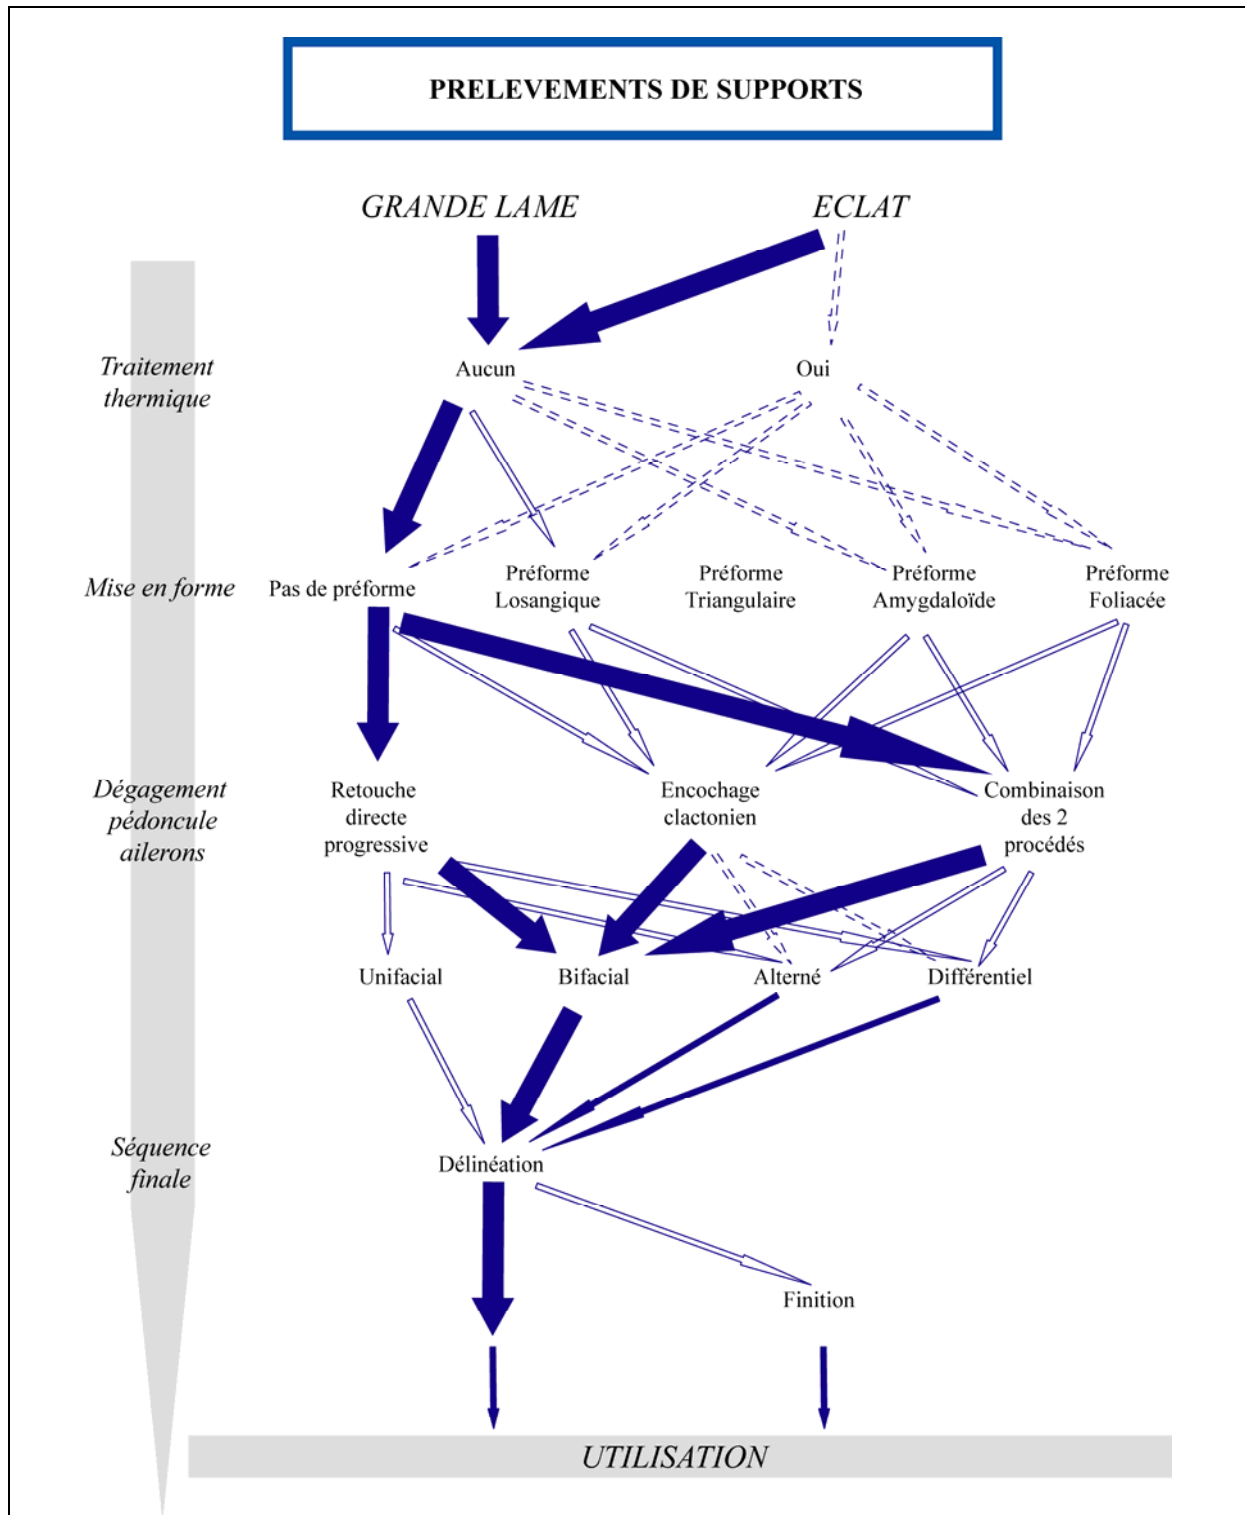 PRELEVEMENTS DE SUPPORTS
GRANDE LAME
ECLAT
Traitement
thermique
Aucun
Oui
Mise en forme
Pas de préforme
Préforme
Losangique
Préforme
Triangulaire
Préforme
Amygdaloïde
Préforme
Foliacée
Dégagement
pédoncule
ailerons
Retouche
directe
progressive
Encochage
clactonien
Combinaison
des 2
procédés
Unifacial
Bifacial
Alterné
Différentiel
Séquence
finale
Délinéation
Finition
UTILISATION